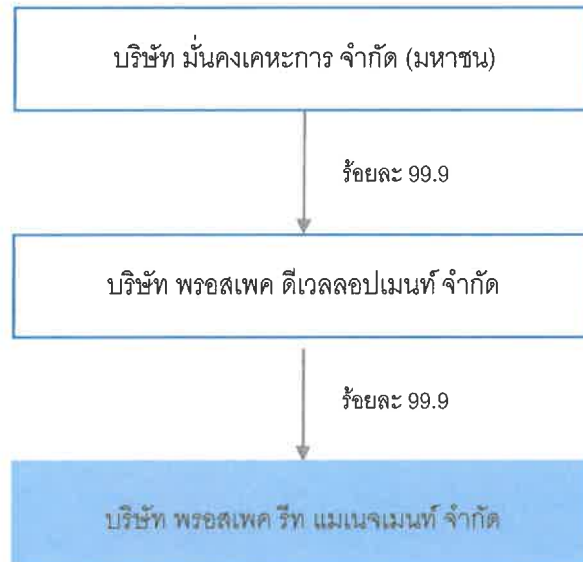 บริษัท มั่นคงเคหะการ จำกัด (มหาชน)
ร้อยละ 99.9
บริษัท พรอสเพค ดีเวลลอปเมนท์ จำกัด
ร้อยละ 99.9
บริษัท พรอสเพค รีท แมเนจเมนท์ จำกัด